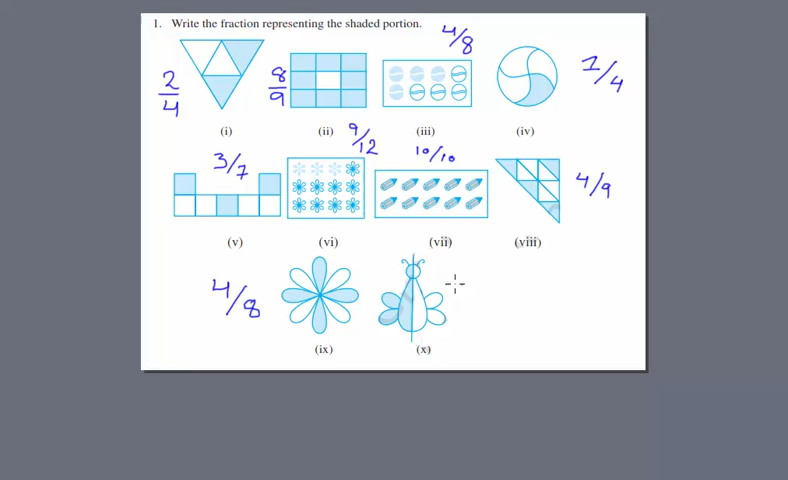 1. Write the fraction representing the shaded portion.
2/4
8/9
4/8
1/4
(i)
(ii)
(iii)
(iv)
3/7
9/12
10/10
4/9
(v)
(vi)
(vii)
(viii)
4/8
(ix)
(x)